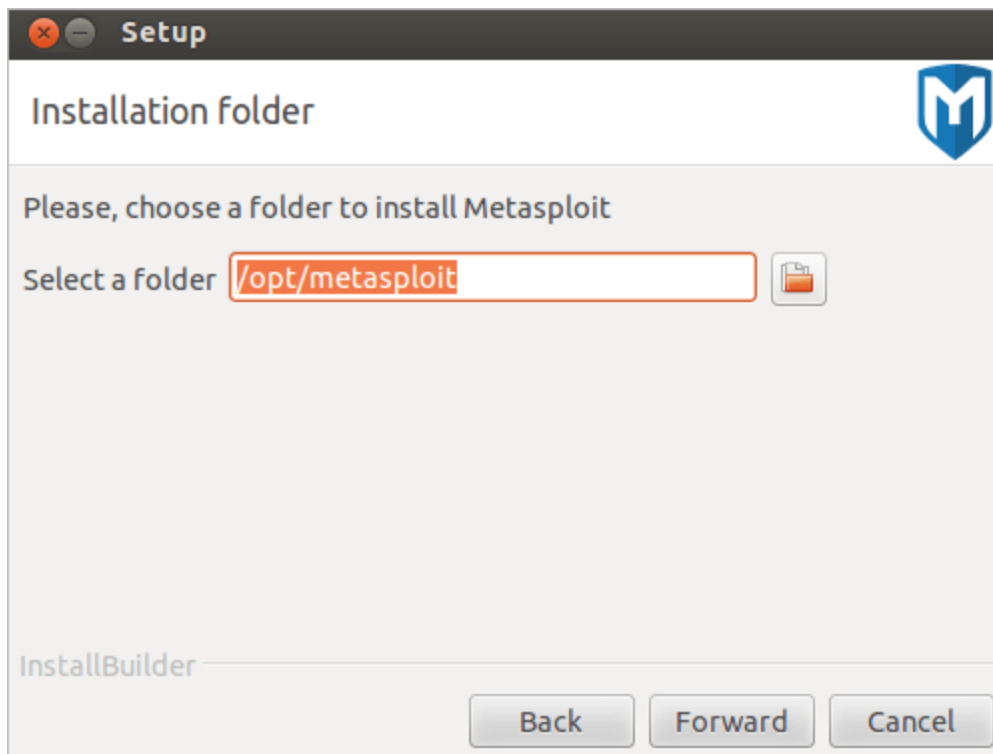 Setup
Installation folder
Please, choose a folder to install Metasploit
Select a folder /opt/metasploit
InstallBuilder
Back Forward Cancel